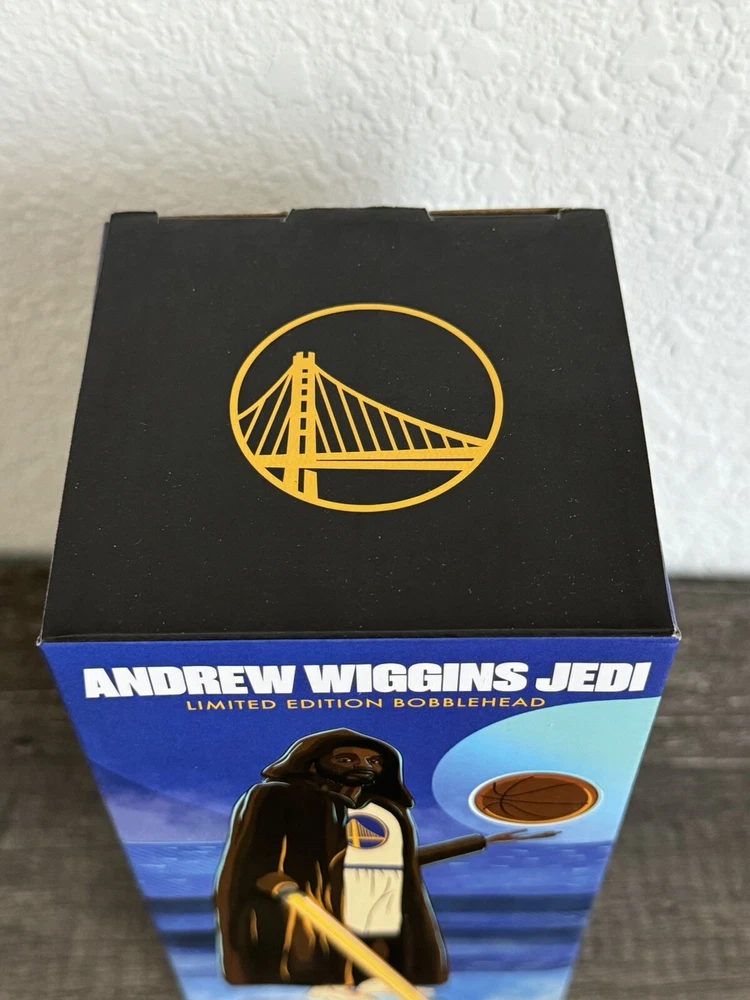 ANDREW WIGGINS JEDI
LIMITED EDITION BOBBLEHEAD